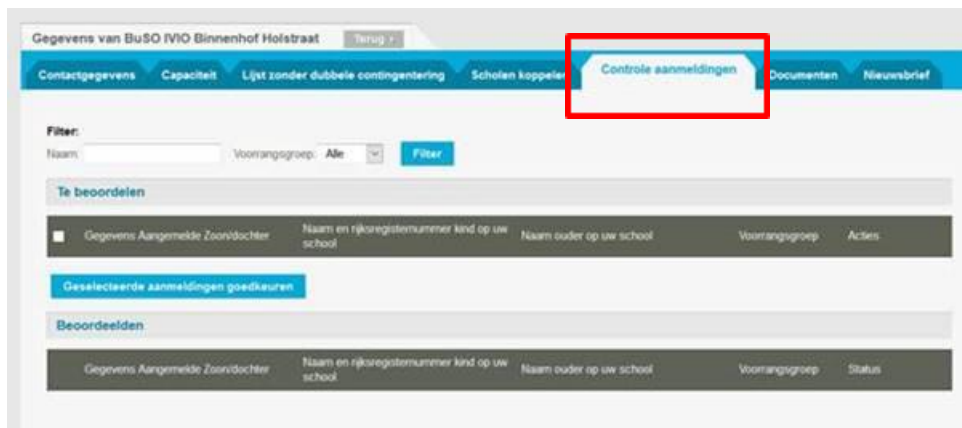 Gegevens van BuSO IVIO Binnenhof Holstraat Terug ›
Contactgegevens Capaciteit Lijst zonder dubbele contingentering Scholen koppelen Controle aanmeldingen Documenten Nieuwsbrief
Filter:
Naam: Voorrangsgroep: Alle Filter
Te beoordelen
Gegevens Aangemelde Zoon/dochter Naam en rijksregisternummer kind op uw school Naam ouder op uw school Voorrangsgroep Acties
Geselecteerde aanmeldingen goedkeuren
Beoordeelden
Gegevens Aangemelde Zoon/dochter Naam en rijksregisternummer kind op uw school Naam ouder op uw school Voorrangsgroep Status